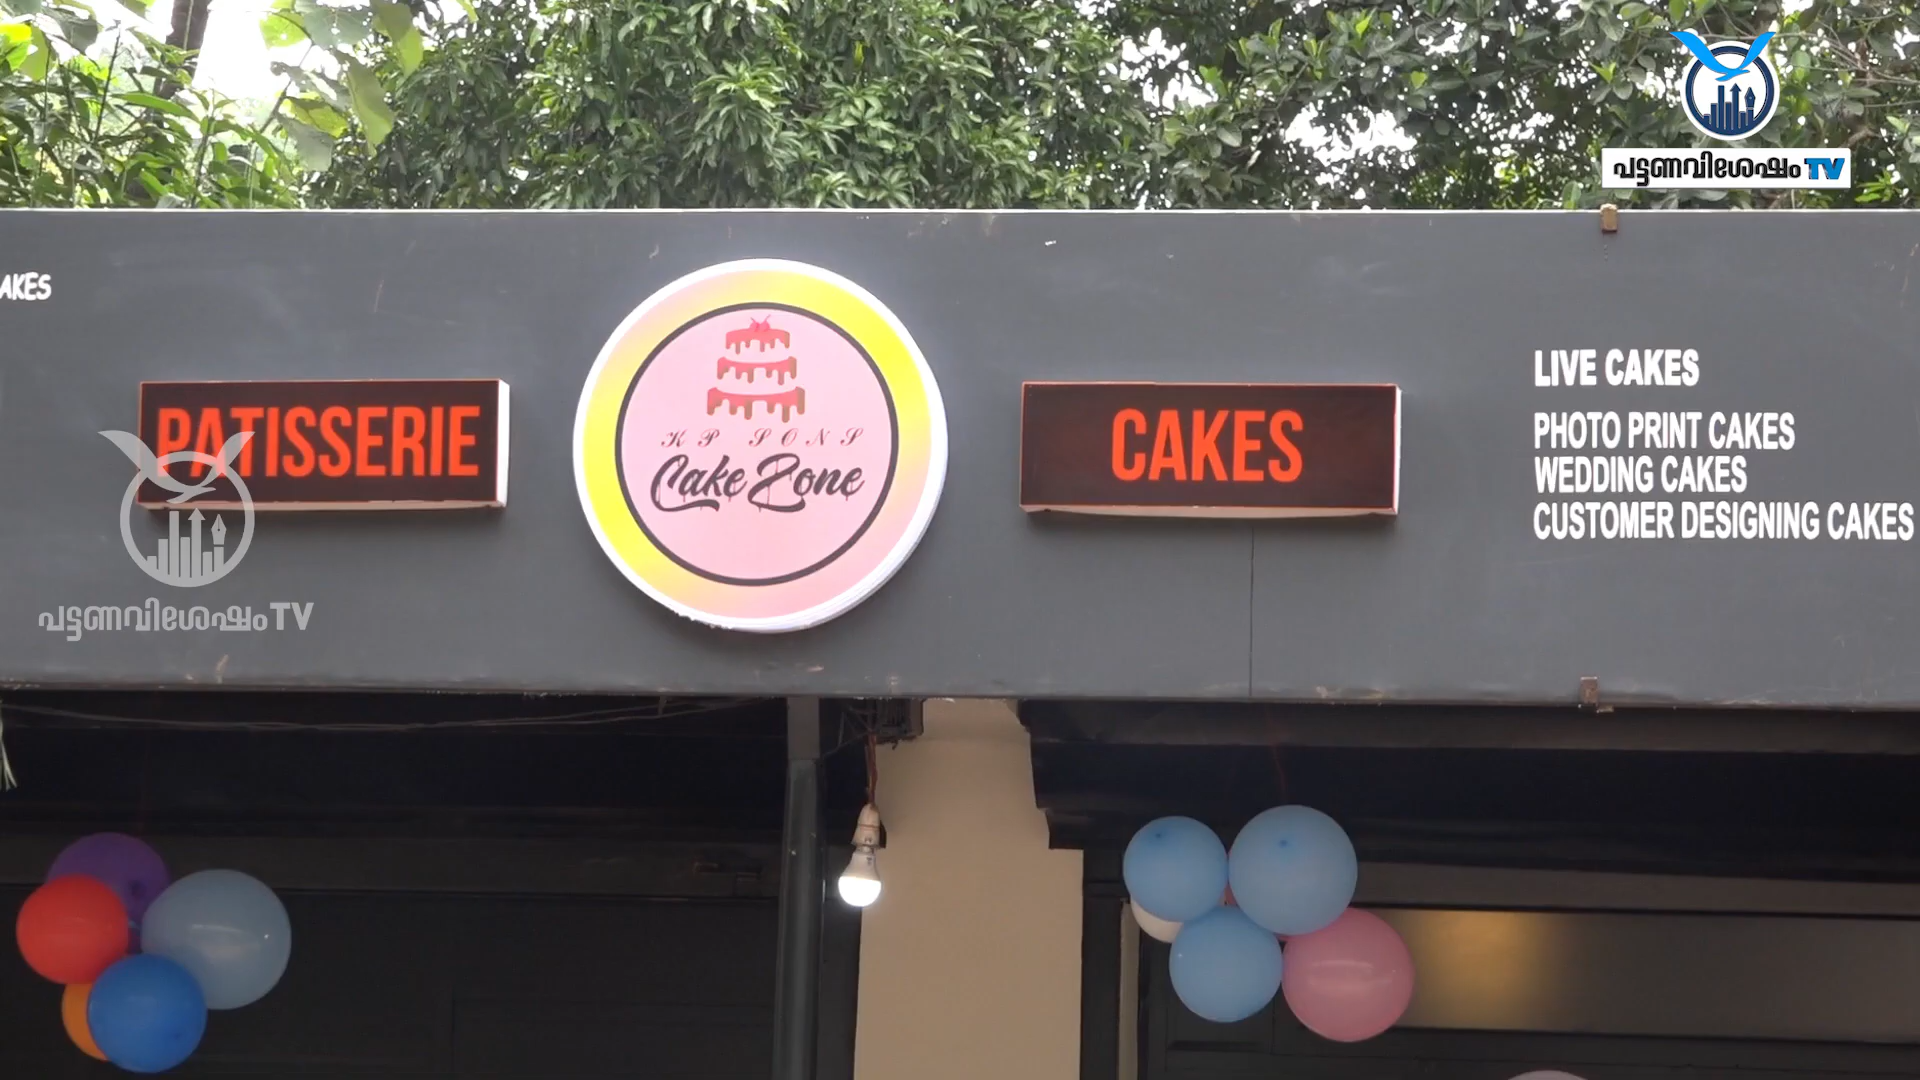 പട്ടണവിശേഷം TV
AKES
PATISSERIE
KP SONS
Cake Zone
CAKES
LIVE CAKES
PHOTO PRINT CAKES
WEDDING CAKES
CUSTOMER DESIGNING CAKES
പട്ടണവിശേഷംTV